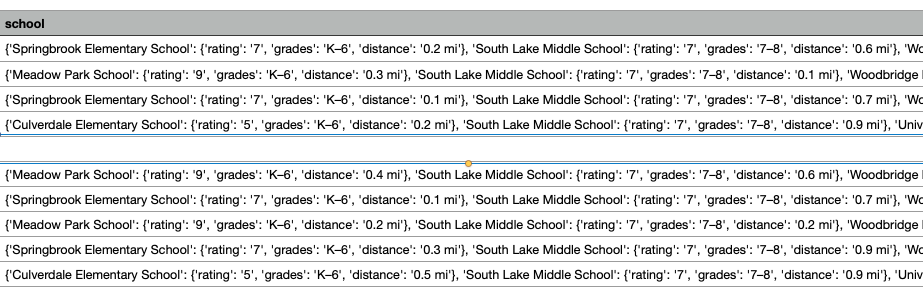 school
{'Springbrook Elementary School': {'rating': '7', 'grades': 'K–6', 'distance': '0.2 mi'}, 'South Lake Middle School': {'rating': '7', 'grades': '7–8', 'distance': '0.6 mi'}, 'Wo
{'Meadow Park School': {'rating': '9', 'grades': 'K–6', 'distance': '0.3 mi'}, 'South Lake Middle School': {'rating': '7', 'grades': '7–8', 'distance': '0.1 mi'}, 'Woodbridge
{'Springbrook Elementary School': {'rating': '7', 'grades': 'K–6', 'distance': '0.1 mi'}, 'South Lake Middle School': {'rating': '7', 'grades': '7–8', 'distance': '0.7 mi'}, 'Wo
{'Culverdale Elementary School': {'rating': '5', 'grades': 'K–6', 'distance': '0.2 mi'}, 'South Lake Middle School': {'rating': '7', 'grades': '7–8', 'distance': '0.9 mi'}, 'Univ
{'Meadow Park School': {'rating': '9', 'grades': 'K–6', 'distance': '0.4 mi'}, 'South Lake Middle School': {'rating': '7', 'grades': '7–8', 'distance': '0.6 mi'}, 'Woodbridge
{'Springbrook Elementary School': {'rating': '7', 'grades': 'K–6', 'distance': '0.1 mi'}, 'South Lake Middle School': {'rating': '7', 'grades': '7–8', 'distance': '0.7 mi'}, 'Wo
{'Meadow Park School': {'rating': '9', 'grades': 'K–6', 'distance': '0.2 mi'}, 'South Lake Middle School': {'rating': '7', 'grades': '7–8', 'distance': '0.2 mi'}, 'Woodbridge
{'Springbrook Elementary School': {'rating': '7', 'grades': 'K–6', 'distance': '0.3 mi'}, 'South Lake Middle School': {'rating': '7', 'grades': '7–8', 'distance': '0.9 mi'}, 'Wo
{'Culverdale Elementary School': {'rating': '5', 'grades': 'K–6', 'distance': '0.5 mi'}, 'South Lake Middle School': {'rating': '7', 'grades': '7–8', 'distance': '0.9 mi'}, 'Univ